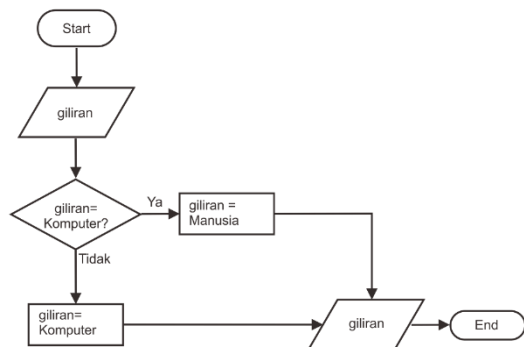 Start
giliran
giliran=
Komputer?
Ya
giliran =
Manusia
Tidak
giliran=
Komputer
giliran
End